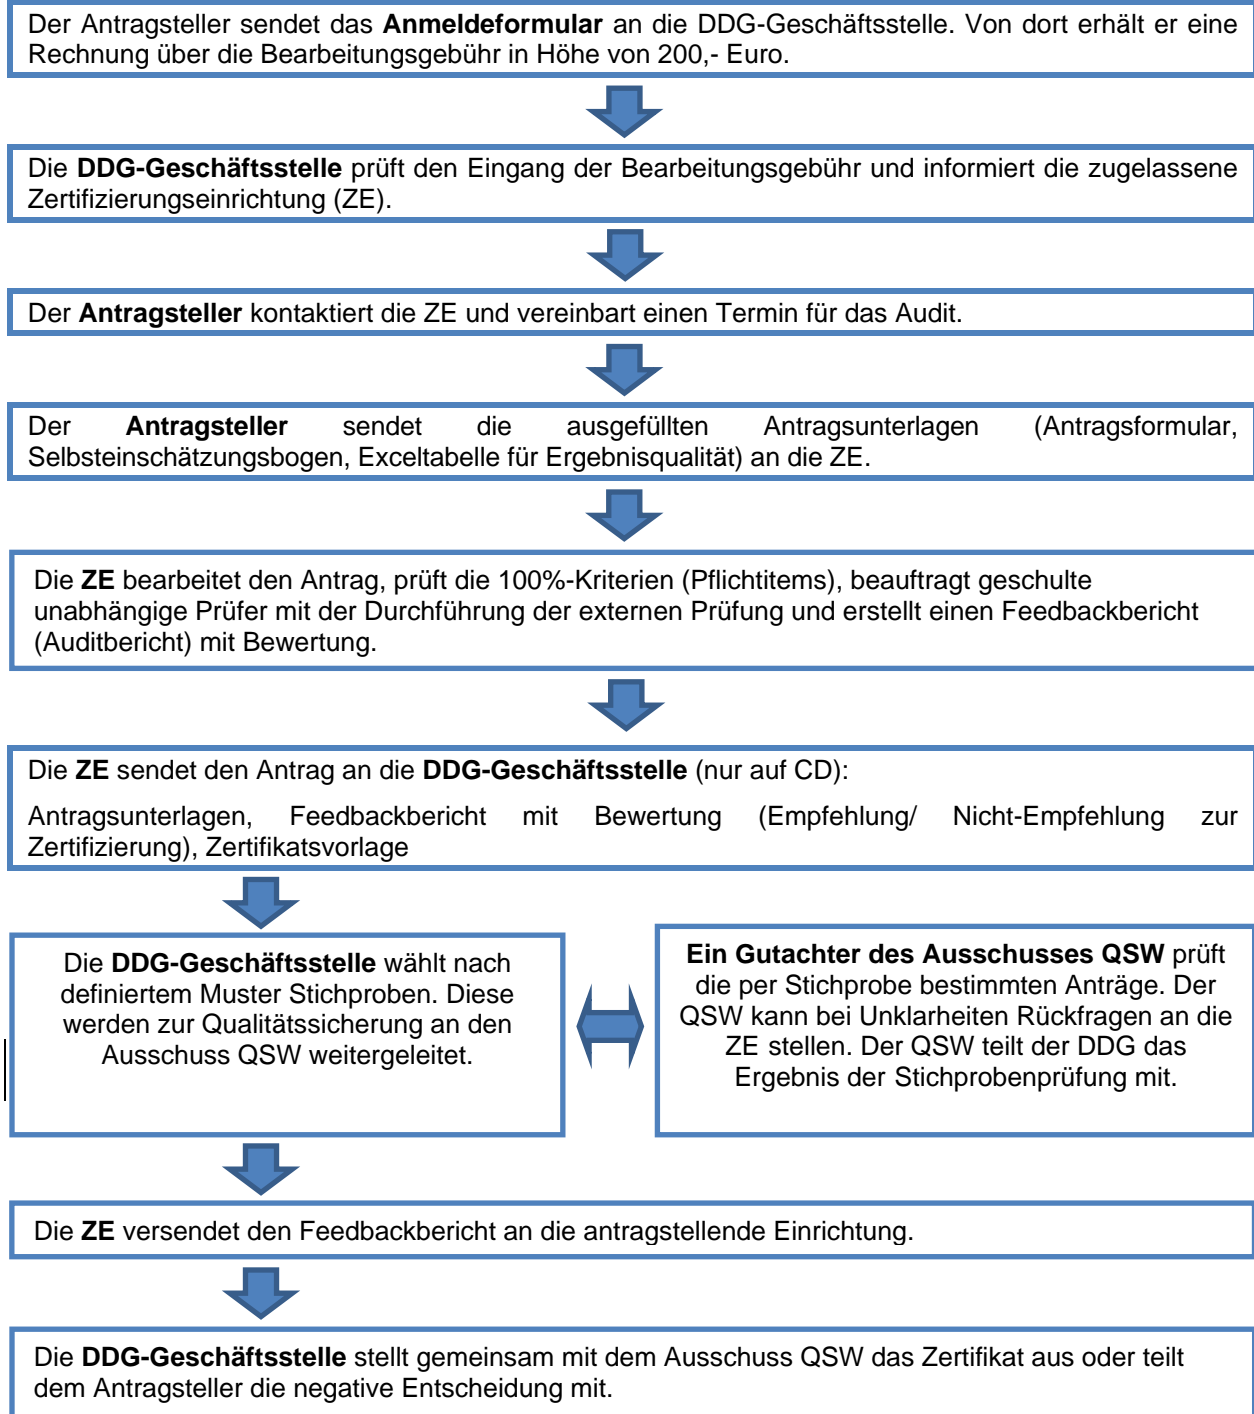 Der Antragsteller sendet das Anmeldeformular an die DDG-Geschäftsstelle. Von dort erhält er eine
Rechnung über die Bearbeitungsgebühr in Höhe von 200,- Euro.
Die DDG-Geschäftsstelle prüft den Eingang der Bearbeitungsgebühr und informiert die zugelassene
Zertifizierungseinrichtung (ZE).
Der Antragsteller kontaktiert die ZE und vereinbart einen Termin für das Audit.
Der Antragsteller sendet die ausgefüllten Antragsunterlagen (Antragsformular,
Selbsteinschätzungsbogen, Exceltabelle für Ergebnisqualität) an die ZE.
Die ZE bearbeitet den Antrag, prüft die 100%-Kriterien (Pflichtitems), beauftragt geschulte
unabhängige Prüfer mit der Durchführung der externen Prüfung und erstellt einen Feedbackbericht
(Auditbericht) mit Bewertung.
Die ZE sendet den Antrag an die DDG-Geschäftsstelle (nur auf CD):
Antragsunterlagen, Feedbackbericht mit Bewertung (Empfehlung/ Nicht-Empfehlung zur
Zertifizierung), Zertifikatsvorlage
Die DDG-Geschäftsstelle wählt nach
definiertem Muster Stichproben. Diese
werden zur Qualitätssicherung an den
Ausschuss QSW weitergeleitet.
Ein Gutachter des Ausschusses QSW prüft
die per Stichprobe bestimmten Anträge. Der
QSW kann bei Unklarheiten Rückfragen an die
ZE stellen. Der QSW teilt der DDG das
Ergebnis der Stichprobenprüfung mit.
Die ZE versendet den Feedbackbericht an die antragstellende Einrichtung.
Die DDG-Geschäftsstelle stellt gemeinsam mit dem Ausschuss QSW das Zertifikat aus oder teilt
dem Antragsteller die negative Entscheidung mit.